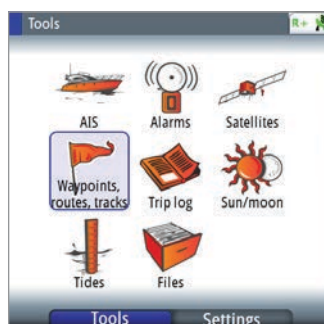 Tools
R+
AIS
Alarms
Satellites
Waypoints,
routes, tracks
Trip log
Sun/moon
Tides
Files
Tools
Settings